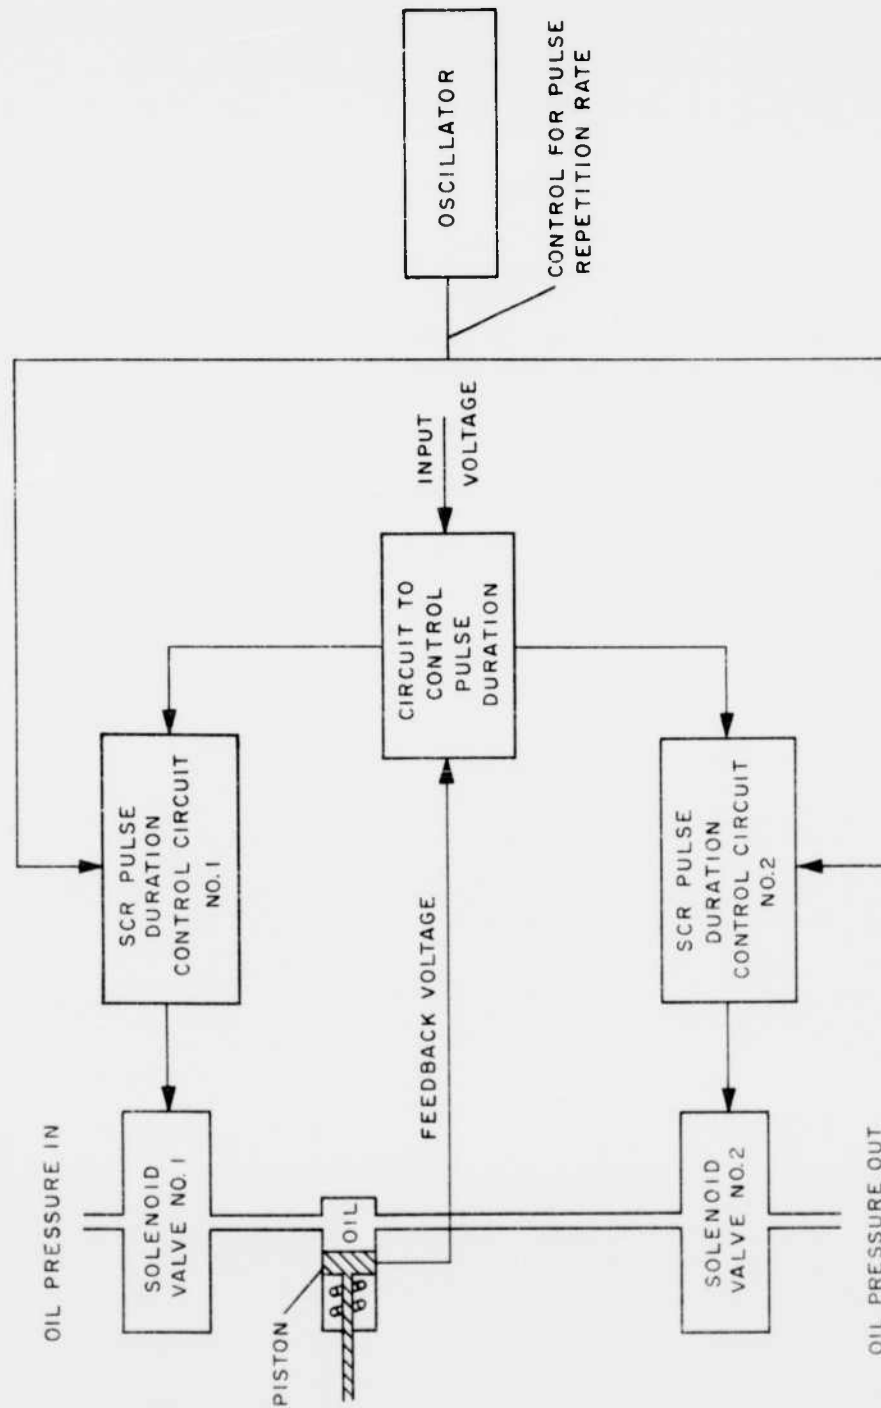 OIL PRESSURE IN
SOLENOID
VALVE NO. 1
SCR PULSE
DURATION
CONTROL CIRCUIT
NO. 1
PISTON
OIL
FEEDBACK VOLTAGE
CIRCUIT TO
CONTROL
PULSE
DURATION
INPUT
VOLTAGE
OSCILLATOR
CONTROL FOR PULSE
REPETITION RATE
SOLENOID
VALVE NO. 2
SCR PULSE
DURATION
CONTROL CIRCUIT
NO. 2
OIL PRESSURE OUT